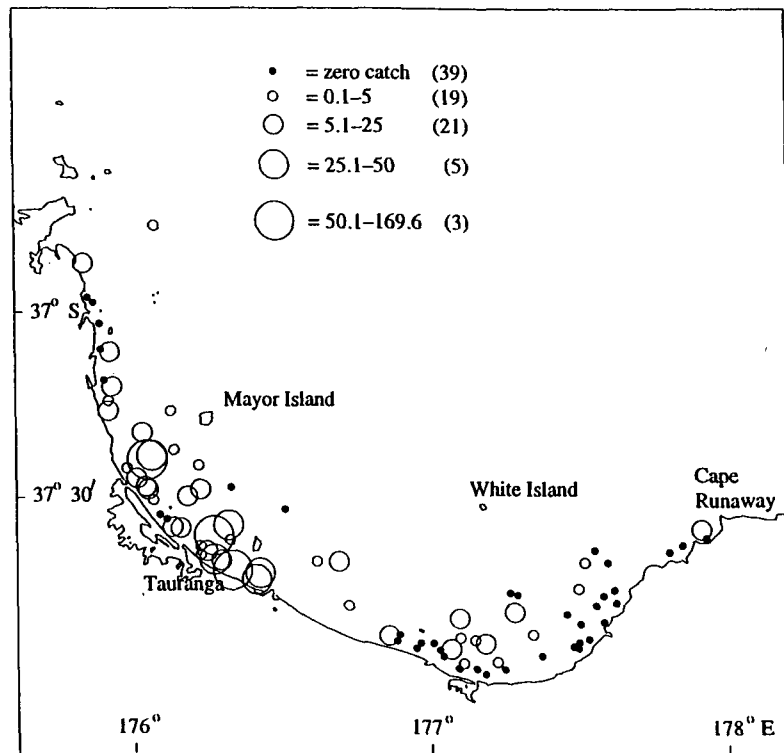 • = zero catch (39)
= 0.1–5 (19)
= 5.1–25 (21)
= 25.1–50 (5)
= 50.1–169.6 (3)
37° S
Mayor Island
37° 30′
White Island
Cape
Runaway
Tauranga
176°
177°
178° E